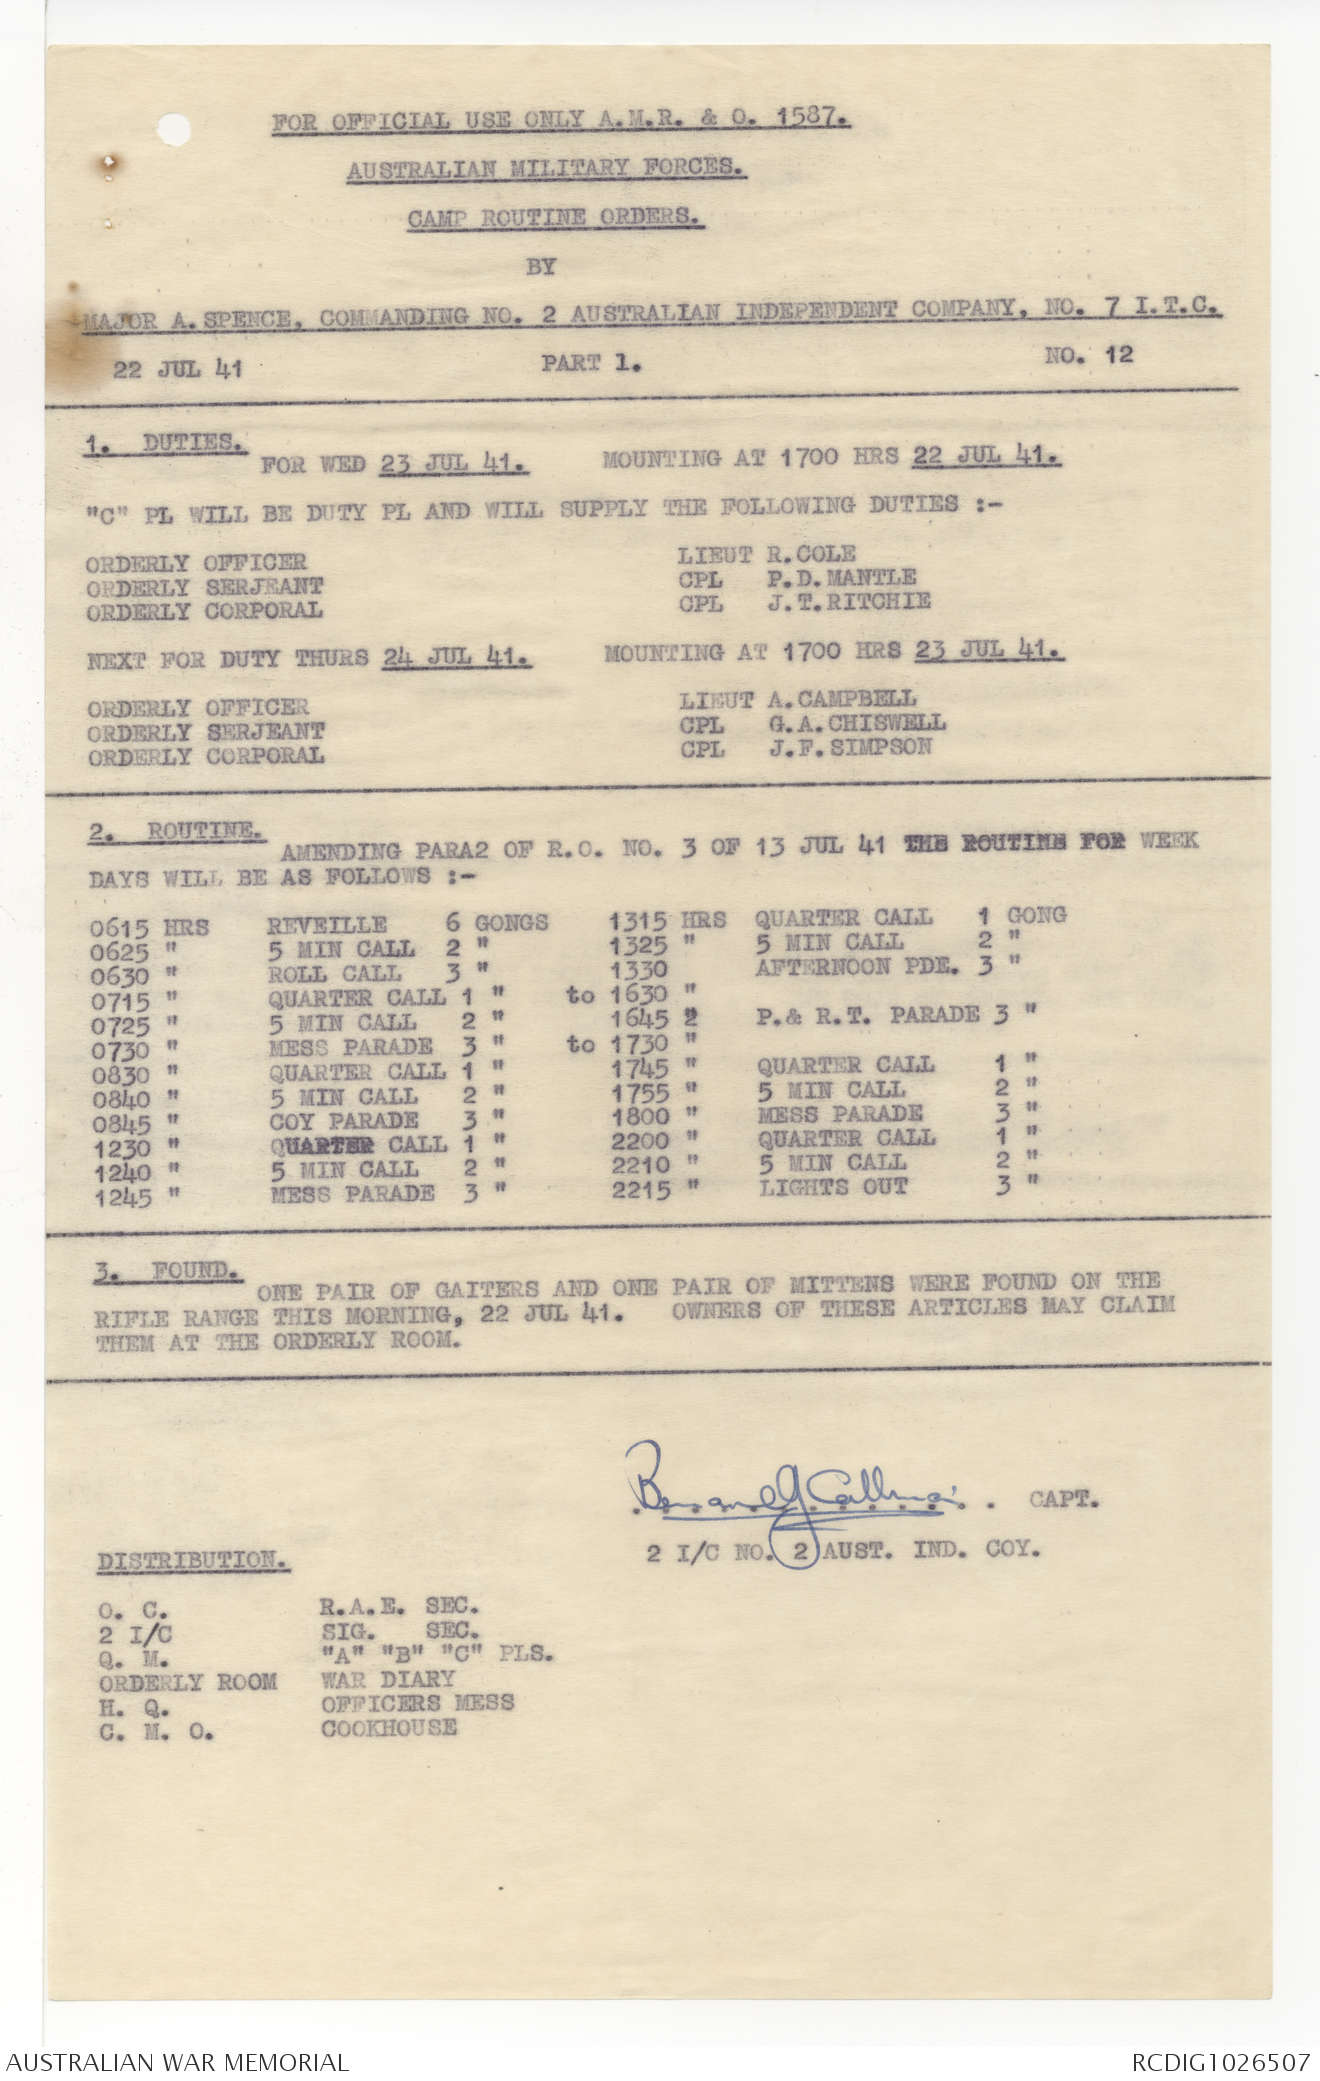 FOR OFFICIAL USE ONLY A.M.R. & O. 1587.
AUSTRALIAN MILITARY FORCES.
CAMP ROUTINE ORDERS.
BY
MAJOR A. SPENCE, COMMANDING NO. 2 AUSTRALIAN INDEPENDENT COMPANY, NO. 7 I.T.C.
22 JUL 41 PART 1. NO. 12
1. DUTIES.
FOR WED 23 JUL 41. MOUNTING AT 1700 HRS 22 JUL 41.
"C" PL WILL BE DUTY PL AND WILL SUPPLY THE FOLLOWING DUTIES :-
ORDERLY OFFICER LIEUT R.COLE
ORDERLY SERJEANT CPL P.D.MANTLE
ORDERLY CORPORAL CPL J.T.RITCHIE
NEXT FOR DUTY THURS 24 JUL 41. MOUNTING AT 1700 HRS 23 JUL 41.
ORDERLY OFFICER LIEUT A.CAMPBELL
ORDERLY SERJEANT CPL G.A.CHISWELL
ORDERLY CORPORAL CPL J.F.SIMPSON
2. ROUTINE.
AMENDING PARA2 OF R.O. NO. 3 OF 13 JUL 41 THE ROUTINE FOR WEEK
DAYS WILL BE AS FOLLOWS :-
0615 HRS REVEILLE 6 GONGS 1315 HRS QUARTER CALL 1 GONG
0625 " 5 MIN CALL 2 " 1325 " 5 MIN CALL 2 "
0630 " ROLL CALL 3 " 1330 AFTERNOON PDE. 3 "
0715 " QUARTER CALL 1 " to 1630 "
0725 " 5 MIN CALL 2 " 1645 " P.& R.T. PARADE 3 "
0730 " MESS PARADE 3 " to 1730 "
0830 " QUARTER CALL 1 " 1745 " QUARTER CALL 1 "
0840 " 5 MIN CALL 2 " 1755 " 5 MIN CALL 2 "
0845 " COY PARADE 3 " 1800 " MESS PARADE 3 "
1230 " QUARTER CALL 1 " 2200 " QUARTER CALL 1 "
1240 " 5 MIN CALL 2 " 2210 " 5 MIN CALL 2 "
1245 " MESS PARADE 3 " 2215 " LIGHTS OUT 3 "
3. FOUND.
ONE PAIR OF GAITERS AND ONE PAIR OF MITTENS WERE FOUND ON THE
RIFLE RANGE THIS MORNING, 22 JUL 41. OWNERS OF THESE ARTICLES MAY CLAIM
THEM AT THE ORDERLY ROOM.
Bernard J Callinan CAPT.
2 I/C NO. 2 AUST. IND. COY.
DISTRIBUTION.
O. C. R.A.E. SEC.
2 I/C SIG. SEC.
Q. M. "A" "B" "C" PLS.
ORDERLY ROOM WAR DIARY
H. Q. OFFICERS MESS
C. M. O. COOKHOUSE
AUSTRALIAN WAR MEMORIAL RCDIG1026507